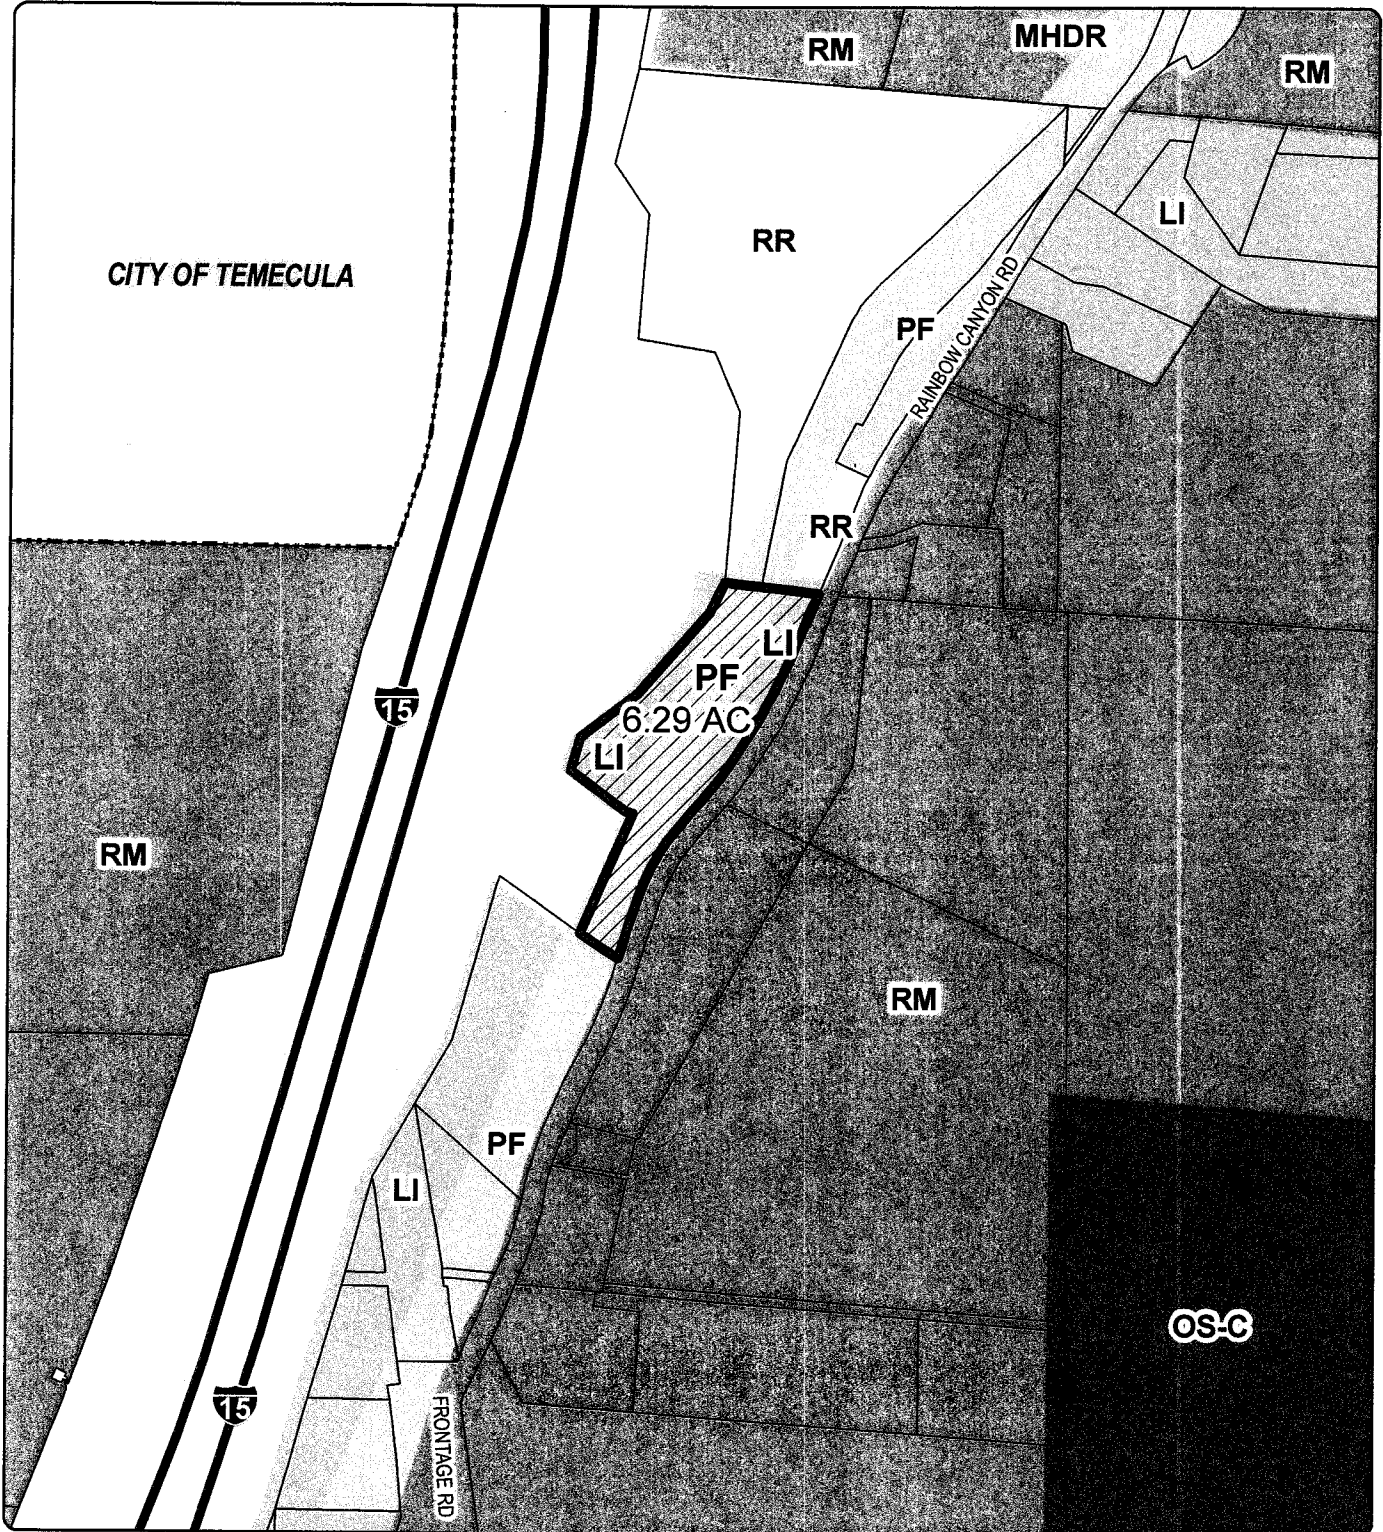 RM
MHDR
RM
LI
RR
CITY OF TEMECULA
PF
RAINBOW CANYON RD
RR
LI
PF
6.29 AC
LI
15
RM
RM
PF
LI
OS-C
15
FRONTAGE RD